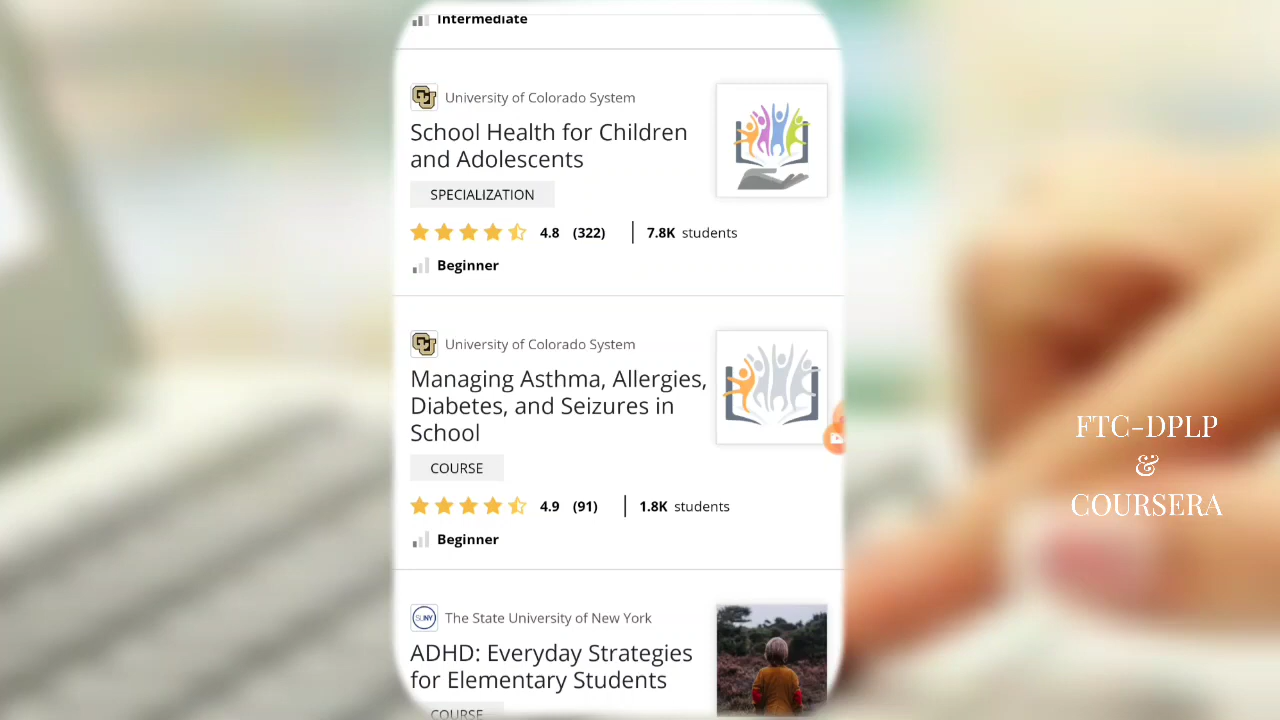 Intermediate
University of Colorado System
School Health for Children
and Adolescents
SPECIALIZATION
4.8 (322) 7.8K students
Beginner
University of Colorado System
Managing Asthma, Allergies,
Diabetes, and Seizures in
School
COURSE
4.9 (91) 1.8K students
Beginner
SUNY The State University of New York
ADHD: Everyday Strategies
for Elementary Students
COURSE
FTC-DPLP
&
COURSERA